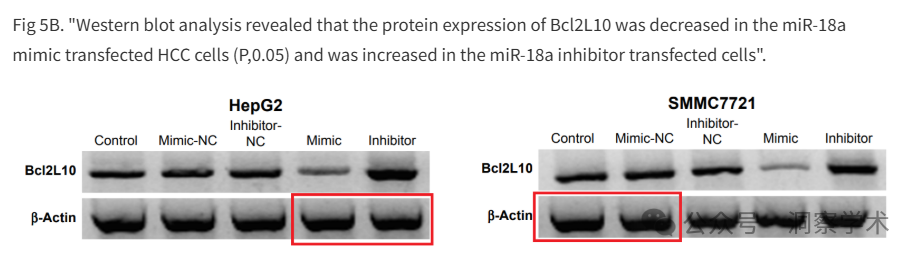 Fig 5B. "Western blot analysis revealed that the protein expression of Bcl2L10 was decreased in the miR-18a
mimic transfected HCC cells (P,0.05) and was increased in the miR-18a inhibitor transfected cells".
HepG2
Control Mimic-NC Inhibitor-NC Mimic Inhibitor
Bcl2L10
β-Actin
SMMC7721
Control Mimic-NC Inhibitor-NC Mimic Inhibitor
Bcl2L10
β-Actin
公众号 洞察学术